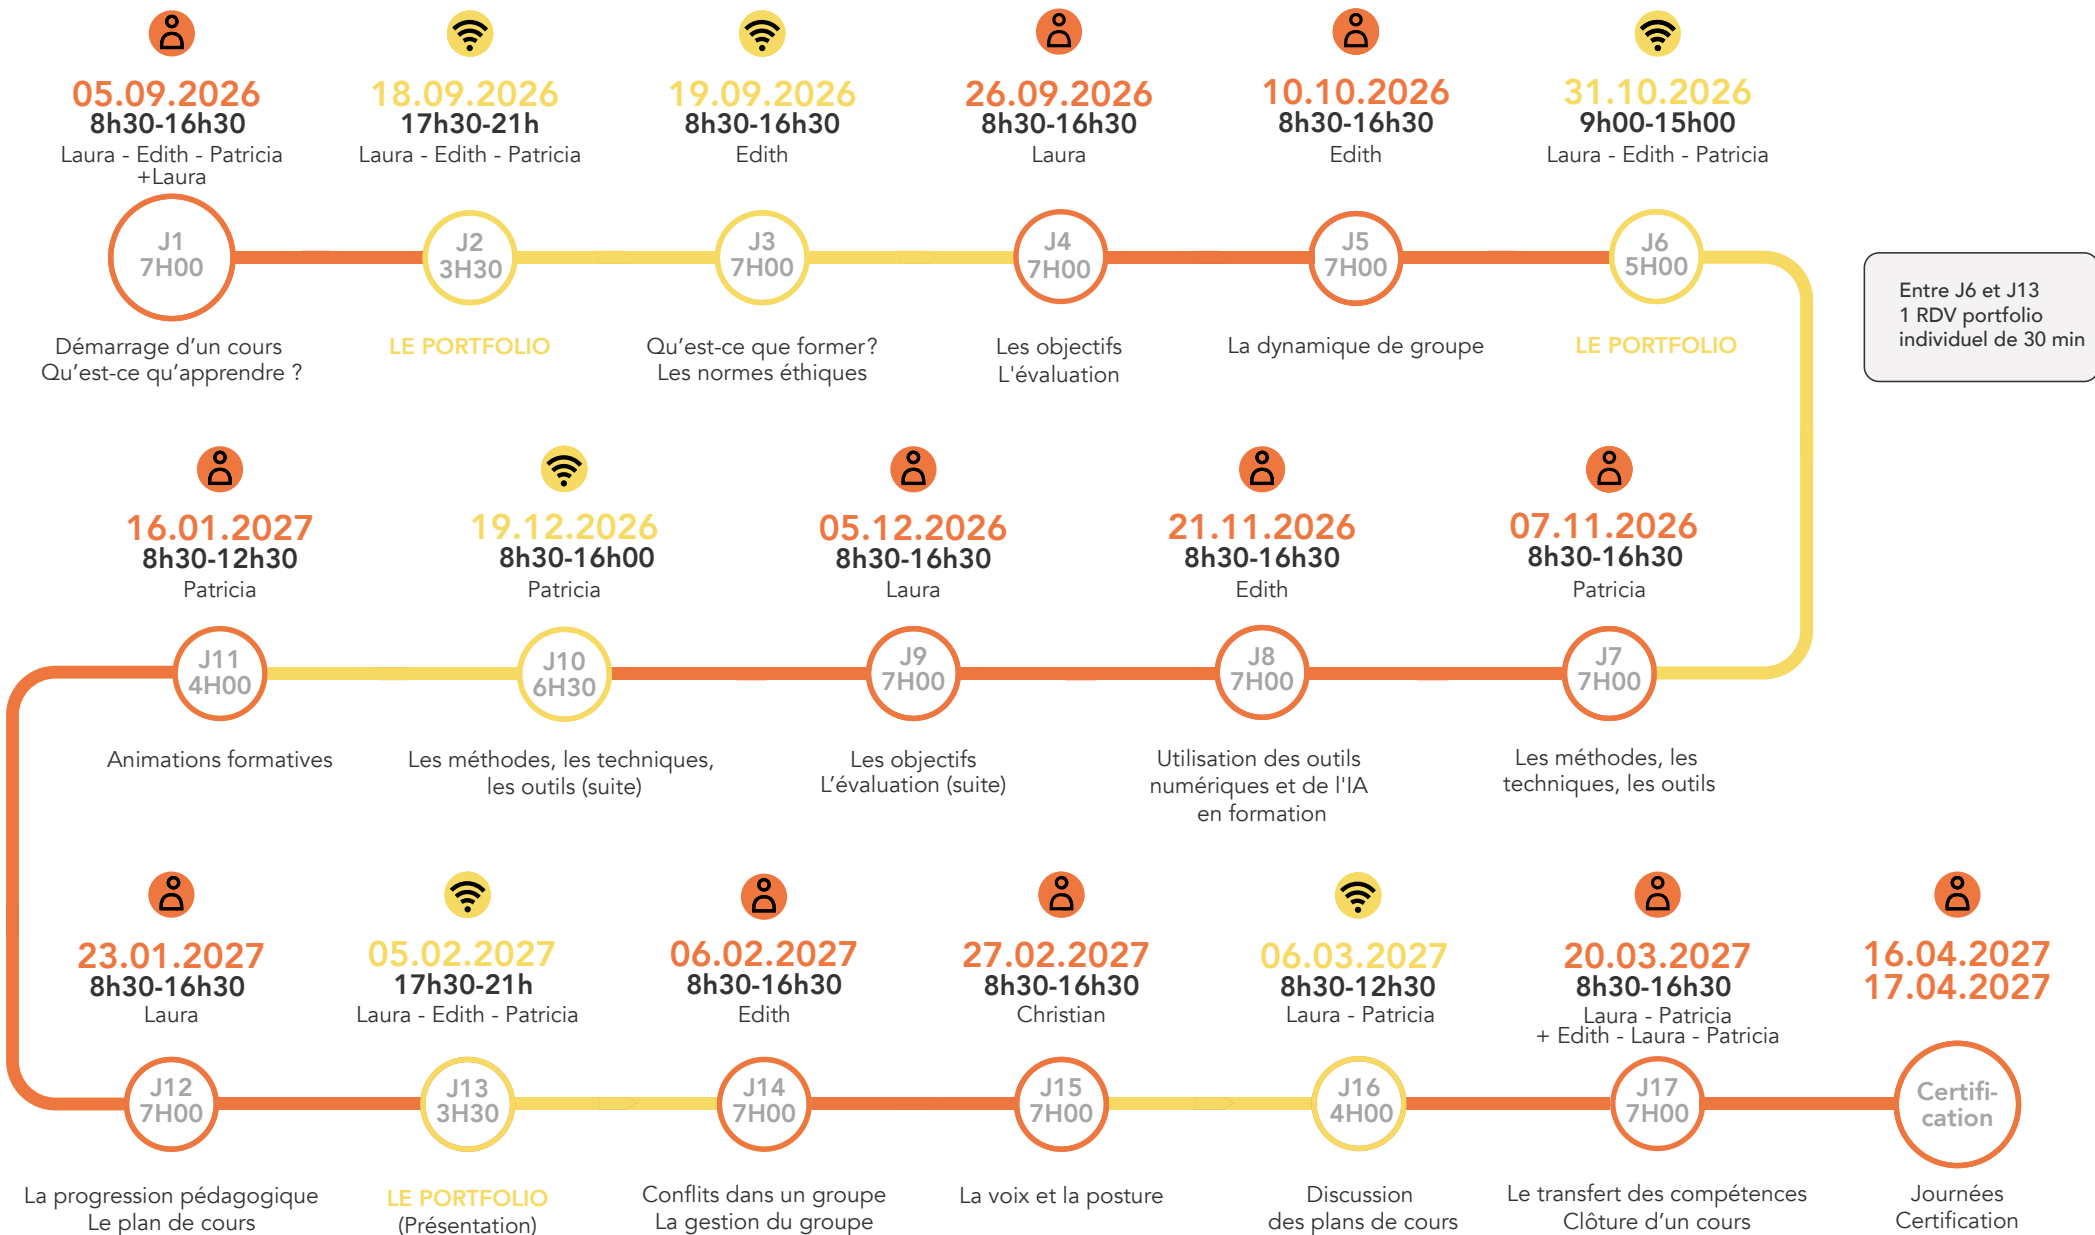 05.09.2026
8h30-16h30
Laura - Edith - Patricia
+Laura
J1
7H00
Démarrage d'un cours
Qu'est-ce qu'apprendre ?
18.09.2026
17h30-21h
Laura - Edith - Patricia
J2
3H30
LE PORTFOLIO
19.09.2026
8h30-16h30
Edith
J3
7H00
Qu'est-ce que former?
Les normes éthiques
26.09.2026
8h30-16h30
Laura
J4
7H00
Les objectifs
L'évaluation
10.10.2026
8h30-16h30
Edith
J5
7H00
La dynamique de groupe
31.10.2026
9h00-15h00
Laura - Edith - Patricia
J6
5H00
LE PORTFOLIO
Entre J6 et J13
1 RDV portfolio
individuel de 30 min
07.11.2026
8h30-16h30
Patricia
J7
7H00
Les méthodes, les
techniques, les outils
21.11.2026
8h30-16h30
Edith
J8
7H00
Utilisation des outils
numériques et de l'IA
en formation
05.12.2026
8h30-16h30
Laura
J9
7H00
Les objectifs
L'évaluation (suite)
19.12.2026
8h30-16h00
Patricia
J10
6H30
Les méthodes, les techniques,
les outils (suite)
16.01.2027
8h30-12h30
Patricia
J11
4H00
Animations formatives
23.01.2027
8h30-16h30
Laura
J12
7H00
La progression pédagogique
Le plan de cours
05.02.2027
17h30-21h
Laura - Edith - Patricia
J13
3H30
LE PORTFOLIO
(Présentation)
06.02.2027
8h30-16h30
Edith
J14
7H00
Conflits dans un groupe
La gestion du groupe
27.02.2027
8h30-16h30
Christian
J15
7H00
La voix et la posture
06.03.2027
8h30-12h30
Laura - Patricia
J16
4H00
Discussion
des plans de cours
20.03.2027
8h30-16h30
Laura - Patricia
+ Edith - Laura - Patricia
J17
7H00
Le transfert des compétences
Clôture d'un cours
16.04.2027
17.04.2027
Certifi-
cation
Journées
Certification